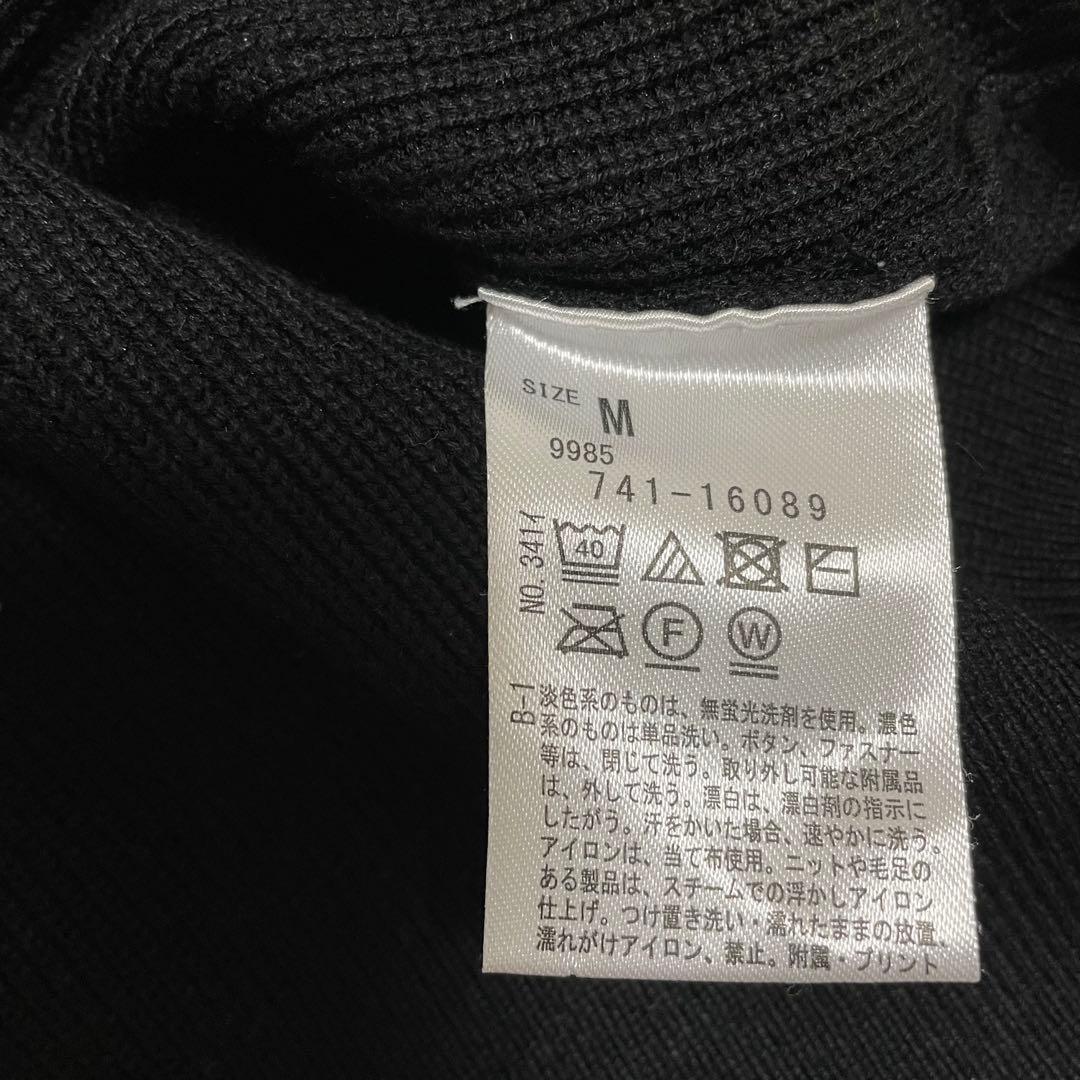 SIZE M
9985
741-16089
NO.341イ
40
F W
B-1
淡色系のものは、無蛍光洗剤を使用。濃色
系のものは単品洗い。ボタン、ファスナー
等は、閉じて洗う。取り外し可能な附属品
は、外して洗う。漂白は、漂白剤の指示に
したがう。汗をかいた場合、速やかに洗う。
アイロンは、当て布使用。ニットや毛足の
ある製品は、スチームでの浮かしアイロン
仕上げ。つけ置き洗い・濡れたままの放置、
濡れがけアイロン、禁止。附属・プリント